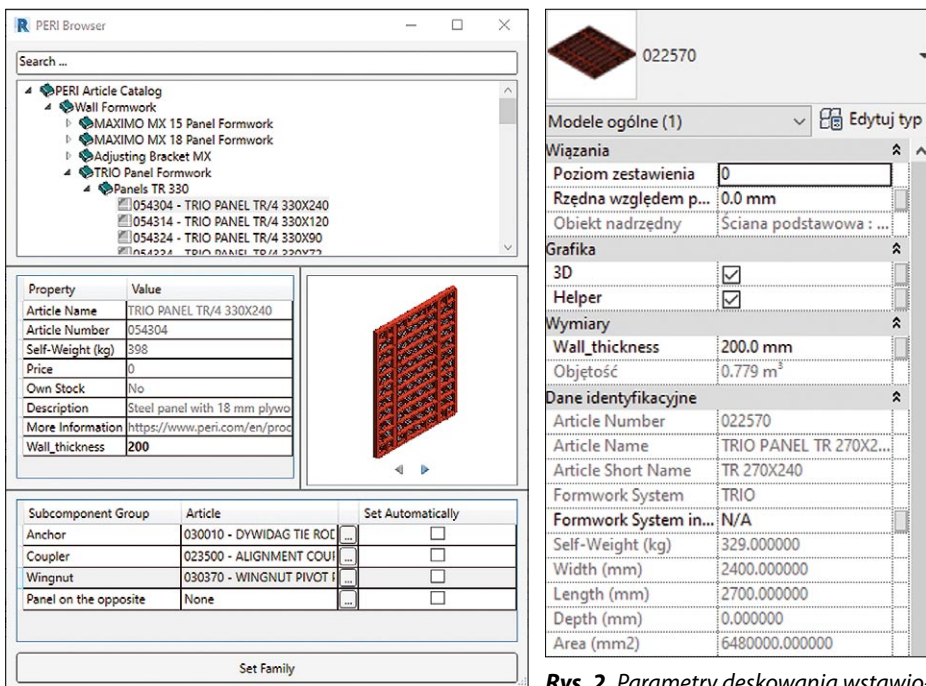 PERI Browser
Search ...
PERI Article Catalog
Wall Formwork
MAXIMO MX 15 Panel Formwork
MAXIMO MX 18 Panel Formwork
Adjusting Bracket MX
TRIO Panel Formwork
Panels TR 330
054304 - TRIO PANEL TR/4 330X240
054314 - TRIO PANEL TR/4 330X120
054324 - TRIO PANEL TR/4 330X90
054334 - TRIO PANEL TR/4 330X72
Property Value
Article Name TRIO PANEL TR/4 330X240
Article Number 054304
Self-Weight (kg) 398
Price 0
Own Stock No
Description Steel panel with 18 mm plywo
More Information https://www.peri.com/en/proc
Wall_thickness 200
Subcomponent Group Article Set Automatically
Anchor 030010 - DYWIDAG TIE ROD ...
Coupler 023500 - ALIGNMENT COUI ...
Wingnut 030370 - WINGNUT PIVOT F ...
Panel on the opposite None ...
Set Family
022570
Modele ogólne (1) Edytuj typ
Wiązania
Poziom zestawienia 0
Rzędna względem p... 0.0 mm
Obiekt nadrzędny Ściana podstawowa : ...
Grafika
3D
Helper
Wymiary
Wall_thickness 200.0 mm
Objętość 0.779 m³
Dane identyfikacyjne
Article Number 022570
Article Name TRIO PANEL TR 270X2...
Article Short Name TR 270X240
Formwork System TRIO
Formwork System in... N/A
Self-Weight (kg) 329.000000
Width (mm) 2400.000000
Length (mm) 2700.000000
Depth (mm) 0.000000
Area (mm2) 6480000.000000
Rys. 2 Parametry deskowania wstawio-